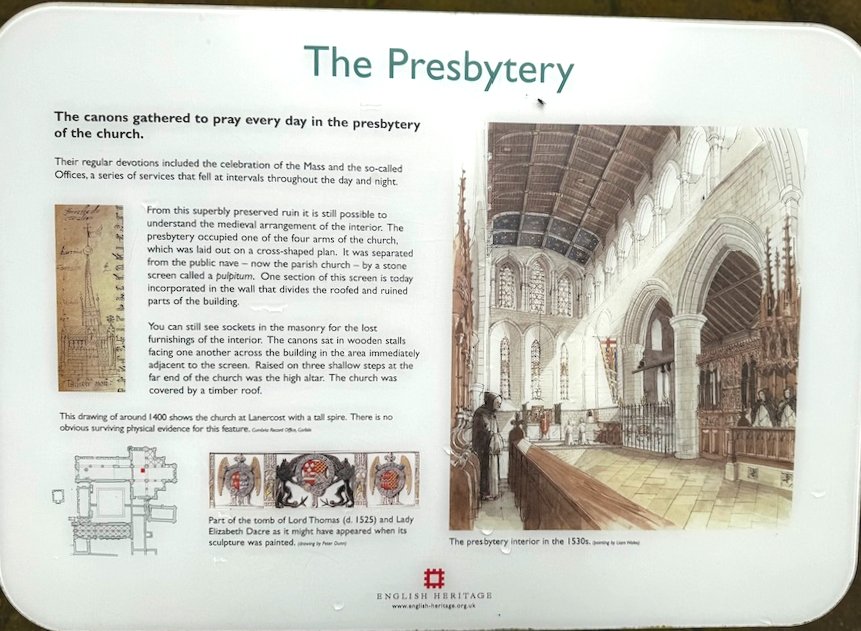 The Presbytery
The canons gathered to pray every day in the presbytery
of the church.
Their regular devotions included the celebration of the Mass and the so-called
Offices, a series of services that fell at intervals throughout the day and night.
From this superbly preserved ruin it is still possible to
understand the medieval arrangement of the interior. The
presbytery occupied one of the four arms of the church,
which was laid out on a cross-shaped plan. It was separated
from the public nave – now the parish church – by a stone
screen called a pulpitum. One section of this screen is today
incorporated in the wall that divides the roofed and ruined
parts of the building.
You can still see sockets in the masonry for the lost
furnishings of the interior. The canons sat in wooden stalls
facing one another across the building in the area immediately
adjacent to the screen. Raised on three shallow steps at the
far end of the church was the high altar. The church was
covered by a timber roof.
This drawing of around 1400 shows the church at Lanercost with a tall spire. There is no
obvious surviving physical evidence for this feature. Cumbria Record Office, Carlisle
Part of the tomb of Lord Thomas (d. 1525) and Lady
Elizabeth Dacre as it might have appeared when its
sculpture was painted. (drawing by Peter Dunn)
The presbytery interior in the 1530s. (painting by Liam Wales)
ENGLISH HERITAGE
www.english-heritage.org.uk